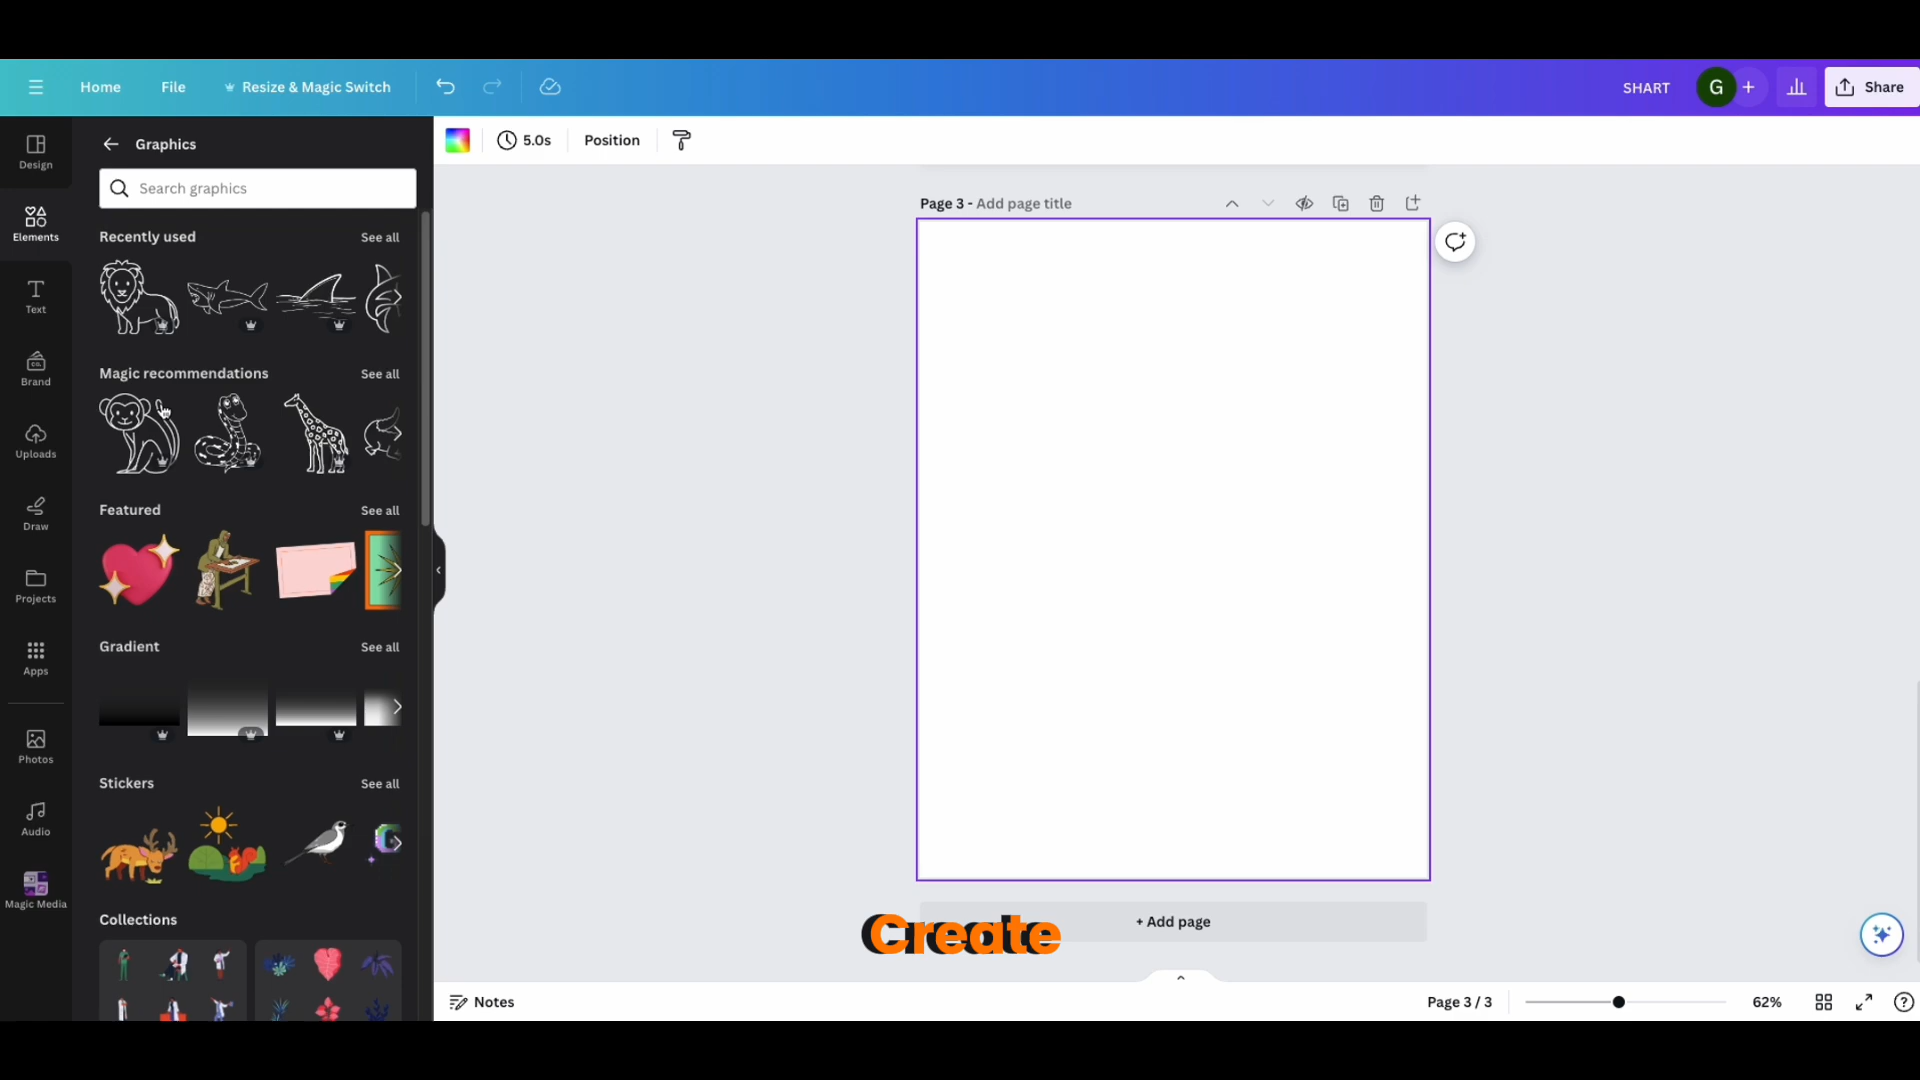 Home File Resize & Magic Switch SHART G Share
Design
Elements
Text
Brand
Uploads
Draw
Projects
Apps
Photos
Audio
Magic Media
Graphics
Search graphics
Recently used See all
Magic recommendations See all
Featured See all
Gradient See all
Stickers See all
Collections
5.0s Position
Page 3 - Add page title
+ Add page
Create
Notes Page 3 / 3 62%